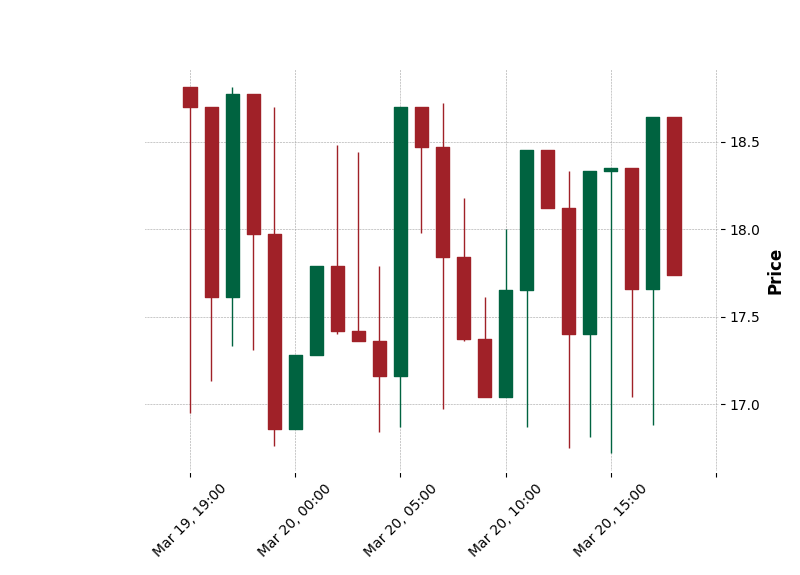 18.5
18.0
17.5
17.0
Price
Mar 19, 19:00
Mar 20, 00:00
Mar 20, 05:00
Mar 20, 10:00
Mar 20, 15:00